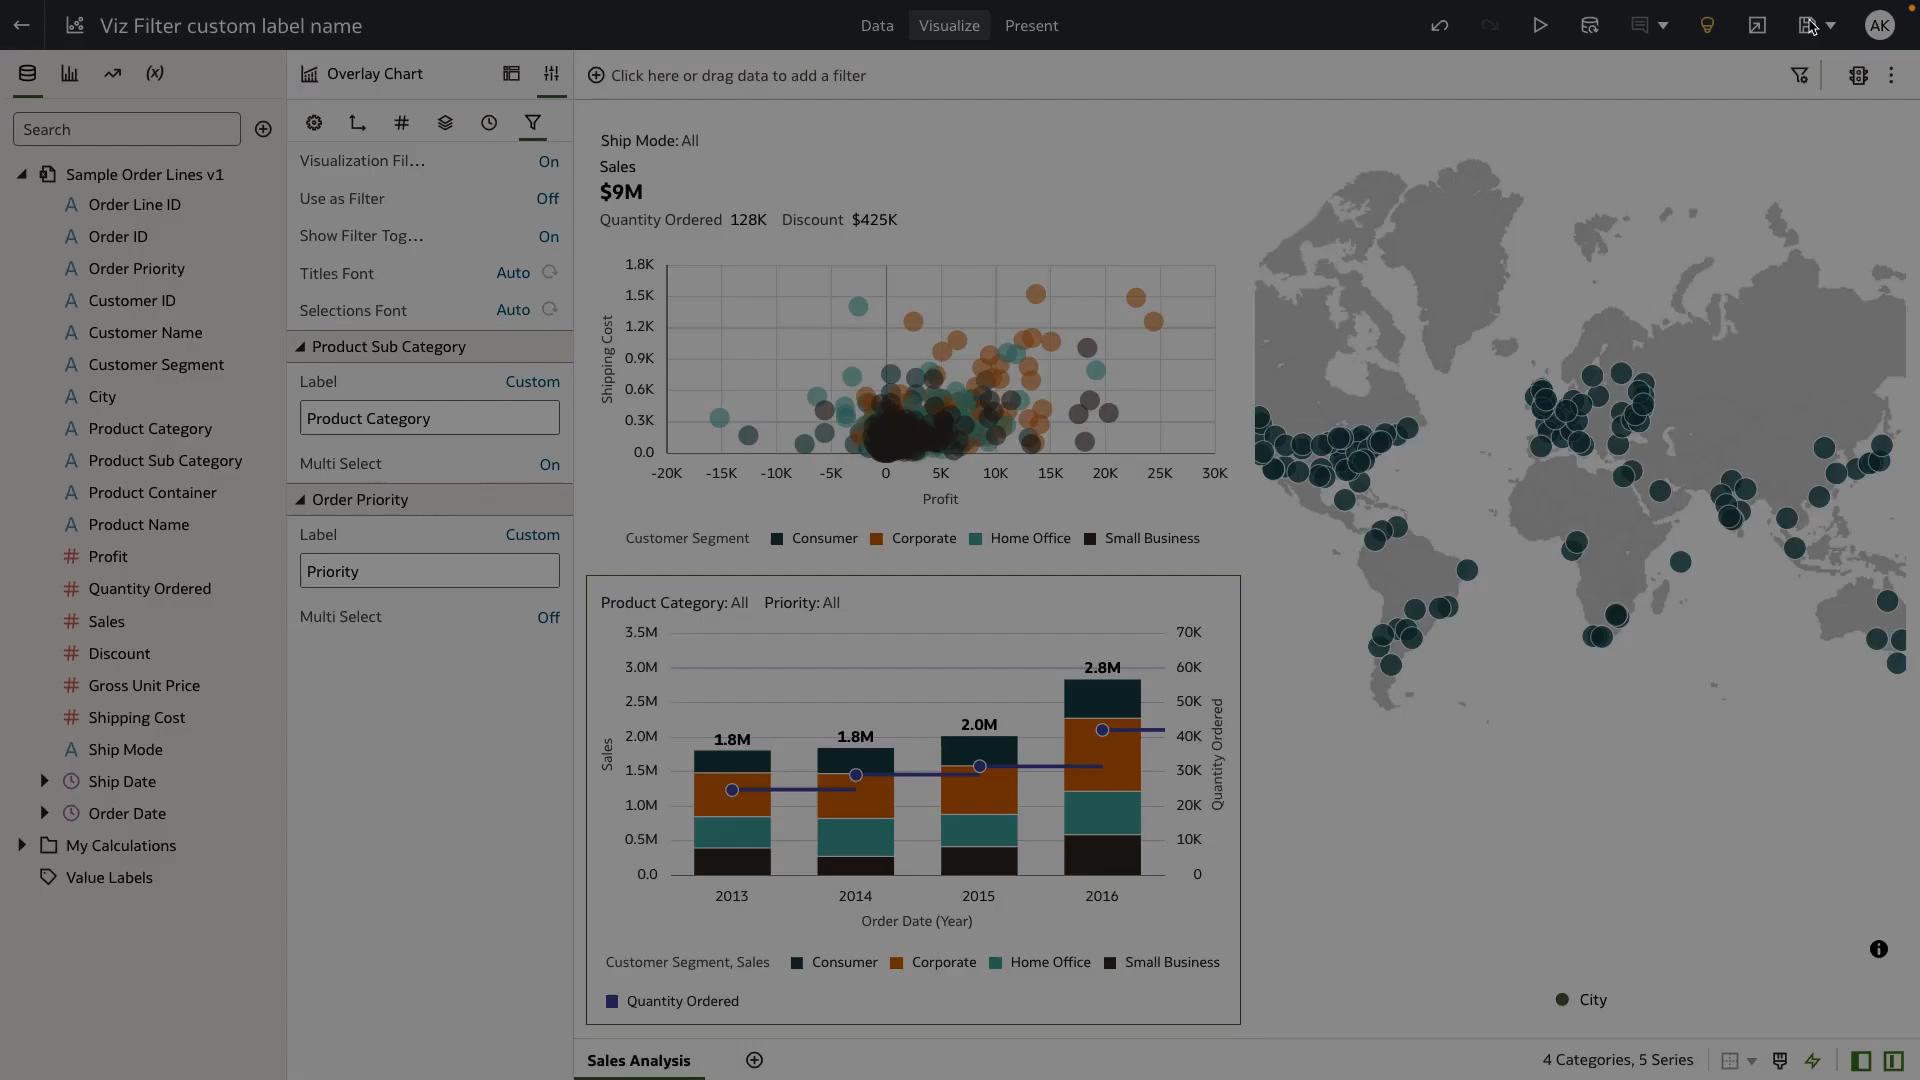 Viz Filter custom label name
Data
Visualize
Present
AK
Overlay Chart
Click here or drag data to add a filter
Search
Sample Order Lines v1
Order Line ID
Order ID
Order Priority
Customer ID
Customer Name
Customer Segment
City
Product Category
Product Sub Category
Product Container
Product Name
Profit
Quantity Ordered
Sales
Discount
Gross Unit Price
Shipping Cost
Ship Mode
Ship Date
Order Date
My Calculations
Value Labels
Visualization Fil... On
Use as Filter Off
Show Filter Tog... On
Titles Font Auto
Selections Font Auto
Product Sub Category
Label Custom
Product Category
Multi Select On
Order Priority
Label Custom
Priority
Multi Select Off
Ship Mode: All
Sales
$9M
Quantity Ordered 128K Discount $425K
1.8K
1.5K
1.2K
0.9K
0.6K
0.3K
0.0
Shipping Cost
-20K -15K -10K -5K 0 5K 10K 15K 20K 25K 30K
Profit
Customer Segment Consumer Corporate Home Office Small Business
Product Category: All Priority: All
3.5M
3.0M
2.5M
2.0M
1.5M
1.0M
0.5M
0.0
Sales
1.8M
1.8M
2.0M
2.8M
70K
60K
50K
40K
30K
20K
10K
0
Quantity Ordered
2013 2014 2015 2016
Order Date (Year)
Customer Segment, Sales Consumer Corporate Home Office Small Business
Quantity Ordered
City
Sales Analysis
4 Categories, 5 Series